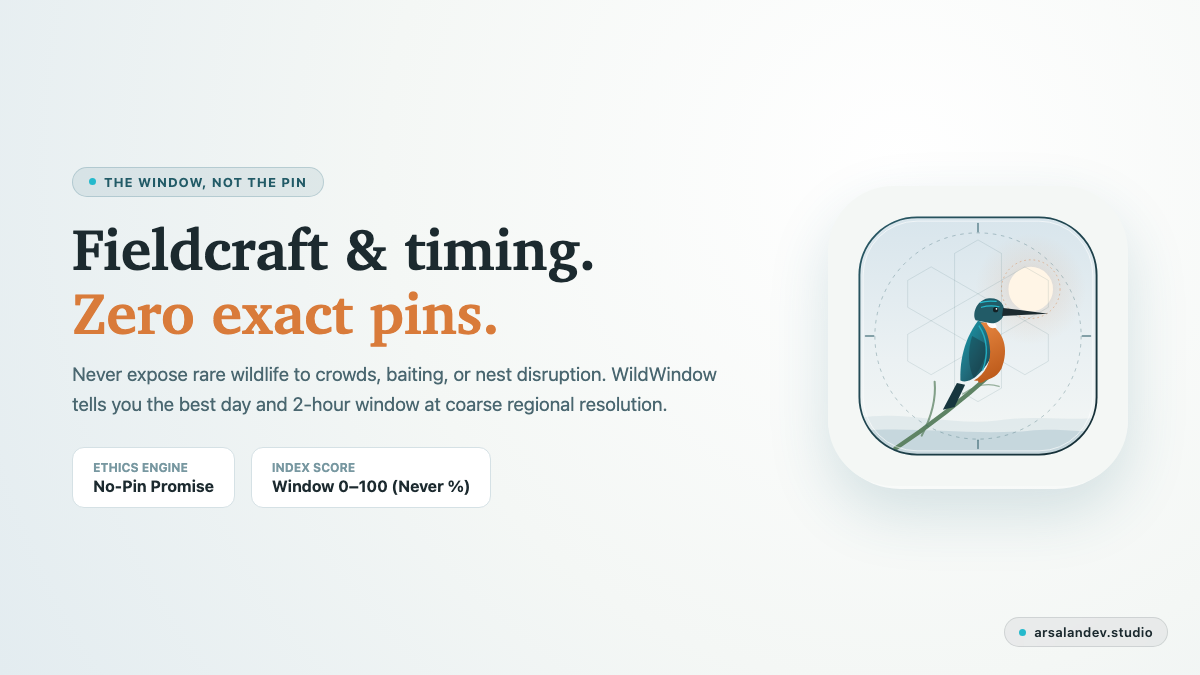 THE WINDOW, NOT THE PIN
Fieldcraft & timing.
Zero exact pins.
Never expose rare wildlife to crowds, baiting, or nest disruption. WildWindow
tells you the best day and 2-hour window at coarse regional resolution.
ETHICS ENGINE
No-Pin Promise
INDEX SCORE
Window 0–100 (Never %)
arsalandev.studio